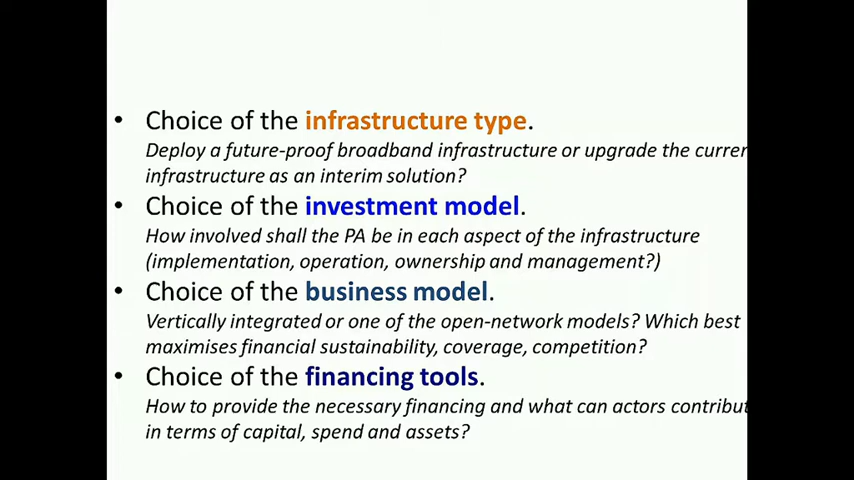 • Choice of the infrastructure type.
Deploy a future-proof broadband infrastructure or upgrade the curren
infrastructure as an interim solution?
• Choice of the investment model.
How involved shall the PA be in each aspect of the infrastructure
(implementation, operation, ownership and management?)
• Choice of the business model.
Vertically integrated or one of the open-network models? Which best
maximises financial sustainability, coverage, competition?
• Choice of the financing tools.
How to provide the necessary financing and what can actors contribut
in terms of capital, spend and assets?